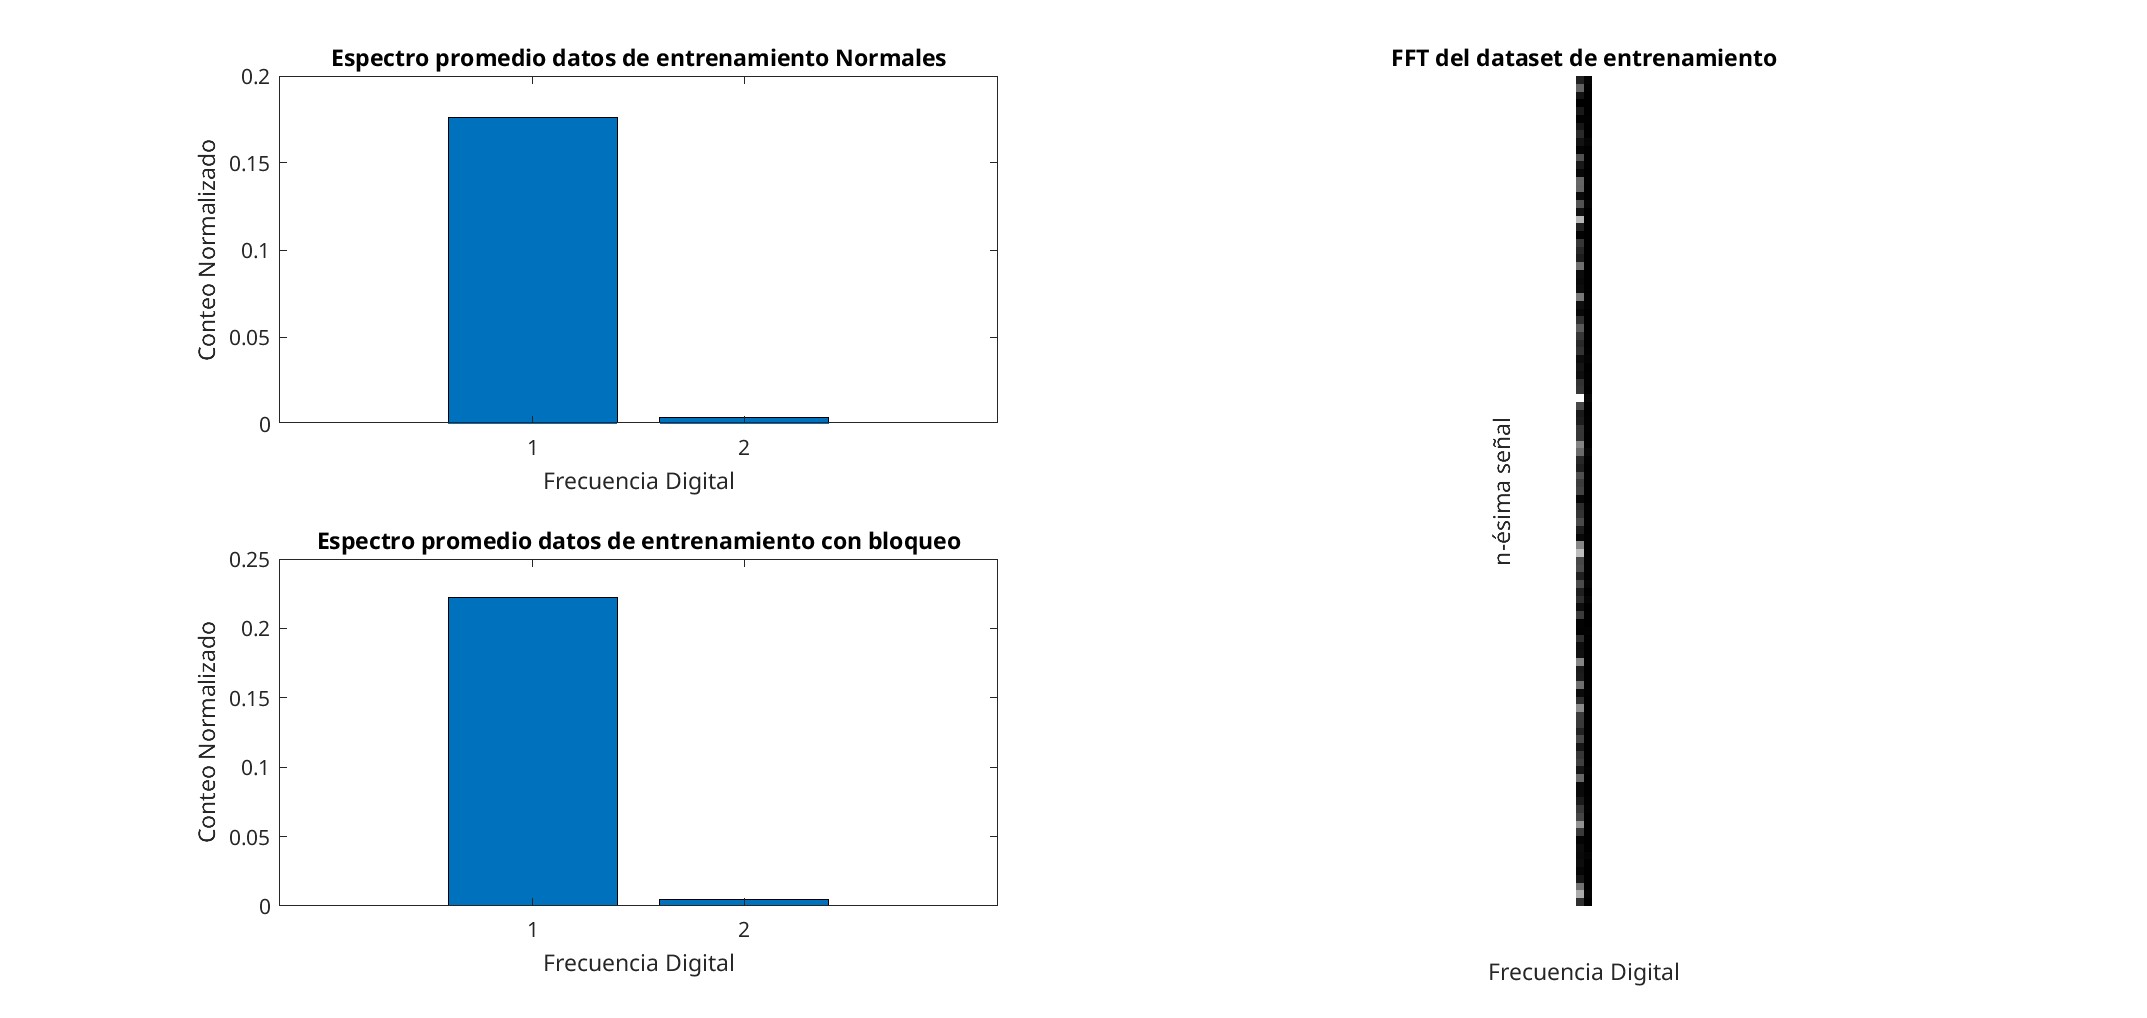 Espectro promedio datos de entrenamiento Normales
0.2
0.15
0.1
0.05
0
Conteo Normalizado
1 2
Frecuencia Digital
Espectro promedio datos de entrenamiento con bloqueo
0.25
0.2
0.15
0.1
0.05
0
Conteo Normalizado
1 2
Frecuencia Digital
FFT del dataset de entrenamiento
n-ésima señal
Frecuencia Digital